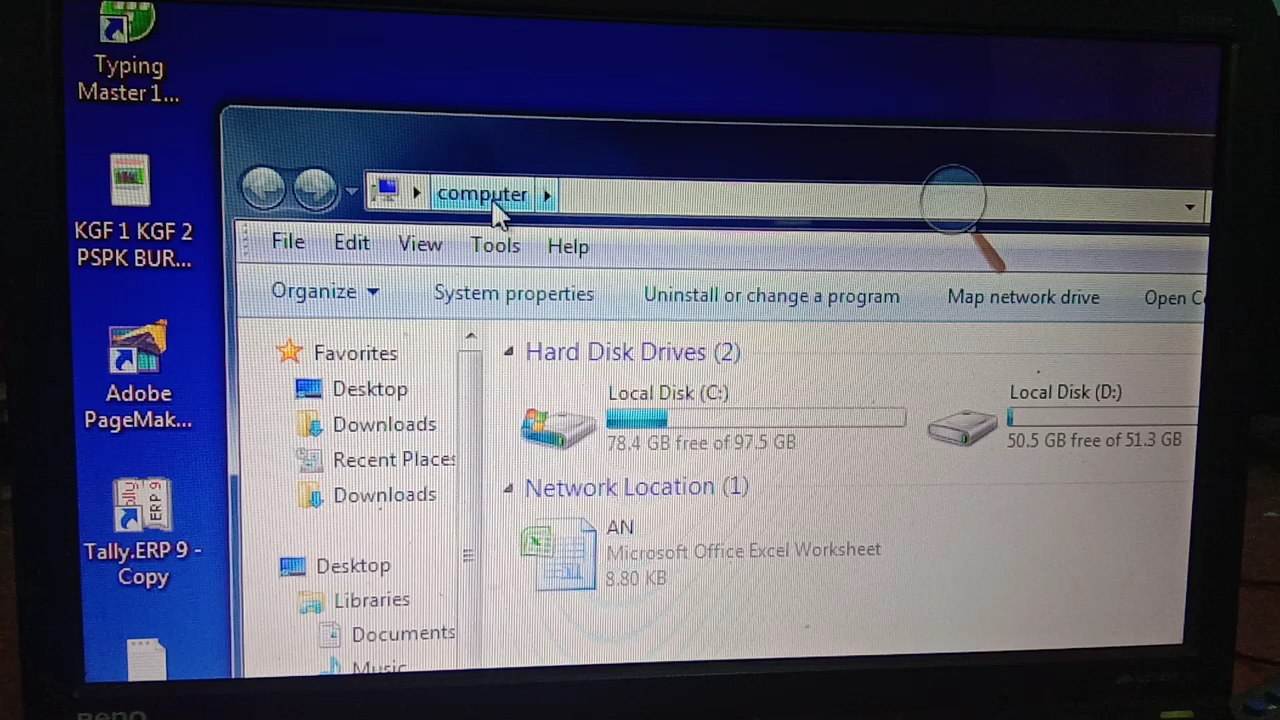 Typing
Master 1...
KGF 1 KGF 2
PSPK BUR...
Adobe
PageMak...
Tally.ERP 9 -
Copy
computer
File Edit View Tools Help
Organize System properties Uninstall or change a program Map network drive Open C
Favorites
Desktop
Downloads
Recent Places
Downloads
Desktop
Libraries
Documents
Music
Hard Disk Drives (2)
Local Disk (C:)
78.4 GB free of 97.5 GB
Local Disk (D:)
50.5 GB free of 51.3 GB
Network Location (1)
AN
Microsoft Office Excel Worksheet
8.80 KB
BenQ